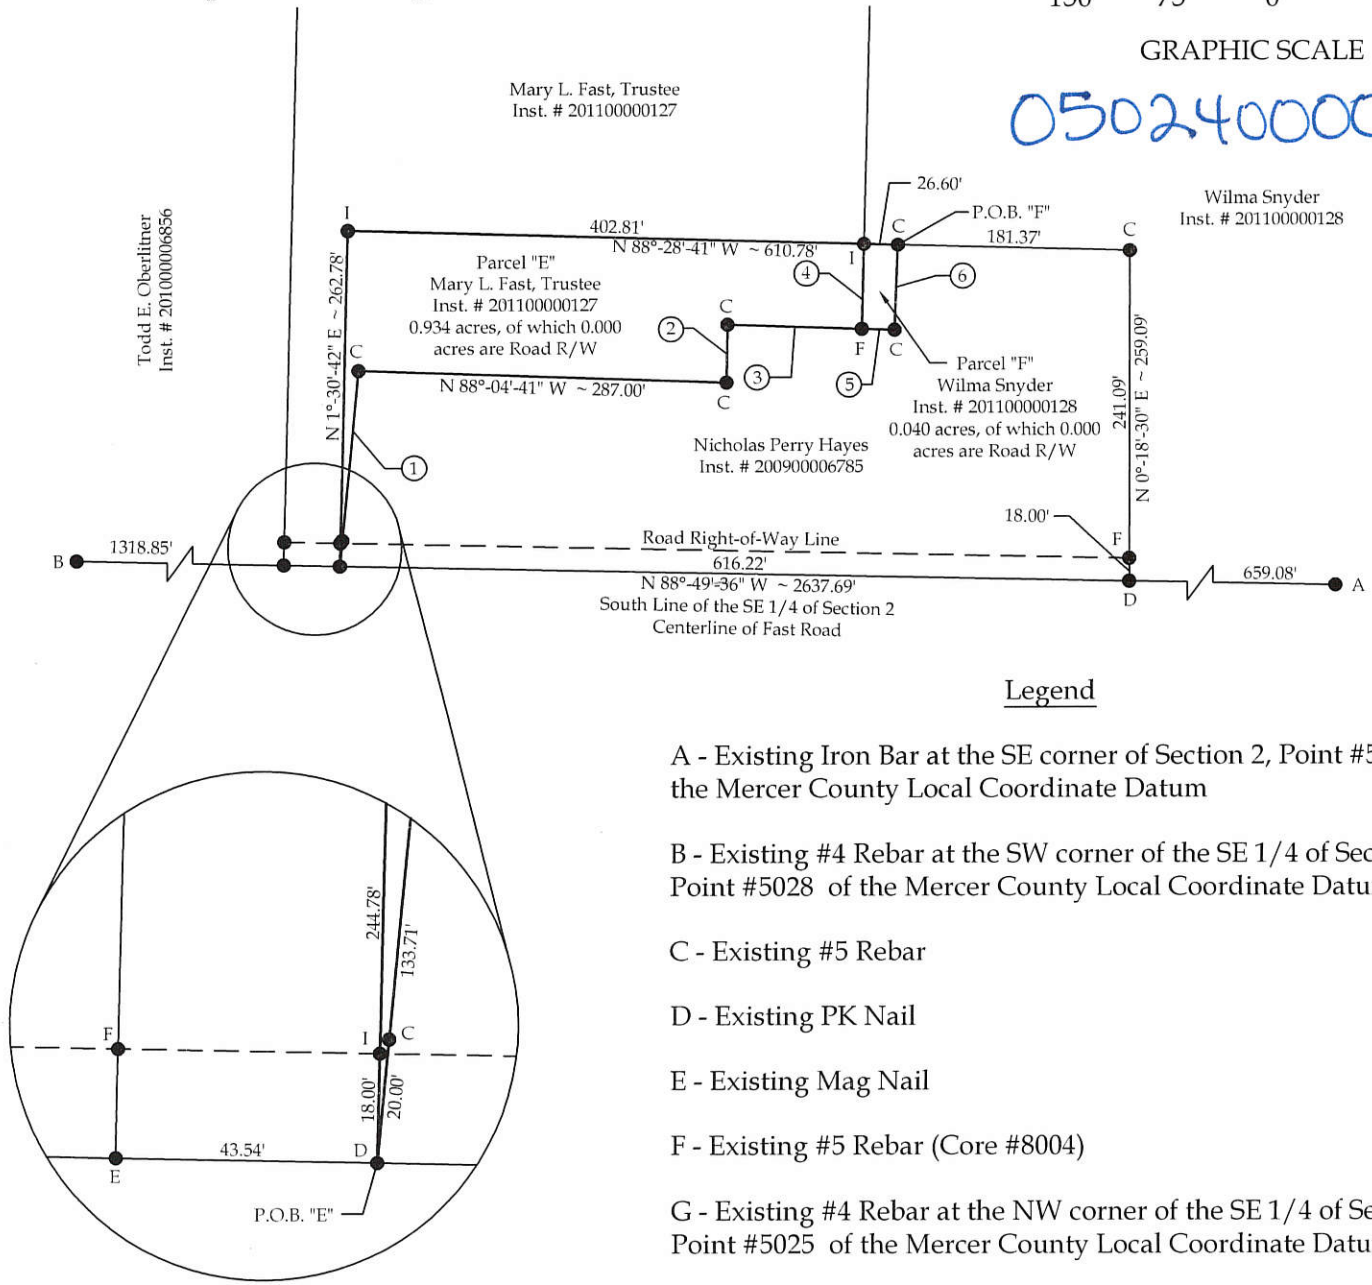 GRAPHIC SCALE
Mary L. Fast, Trustee
Inst. # 201100000127
Todd E. Oberlitner
Inst. # 201000006856
Wilma Snyder
Inst. # 201100000128
26.60'
P.O.B. "F"
I
402.81'
N 88°-28'-41" W ~ 610.78'
I
C
181.37'
C
N 1°-30'-42" E ~ 262.78'
Parcel "E"
Mary L. Fast, Trustee
Inst. # 201100000127
0.934 acres, of which 0.000
acres are Road R/W
4
6
2
C
C
C
3
F
5
C
N 88°-04'-41" W ~ 287.00'
Parcel "F"
Wilma Snyder
Inst. # 201100000128
0.040 acres, of which 0.000
acres are Road R/W
241.09'
N 0°-18'-30" E ~ 259.09'
Nicholas Perry Hayes
Inst. # 200900006785
1
18.00'
F
B
1318.85'
Road Right-of-Way Line
616.22'
N 88°-49'-36" W ~ 2637.69'
South Line of the SE 1/4 of Section 2
Centerline of Fast Road
D
659.08'
A
244.78'
133.71'
F
I
C
18.00'
20.00'
43.54'
D
E
P.O.B. "E"
Legend
A - Existing Iron Bar at the SE corner of Section 2, Point
the Mercer County Local Coordinate Datum
B - Existing #4 Rebar at the SW corner of the SE 1/4 of
Point #5028 of the Mercer County Local Coordinate
C - Existing #5 Rebar
D - Existing PK Nail
E - Existing Mag Nail
F - Existing #5 Rebar (Core #8004)
G - Existing #4 Rebar at the NW corner of the SE 1/4 of
Point #5025 of the Mercer County Local Coordinate